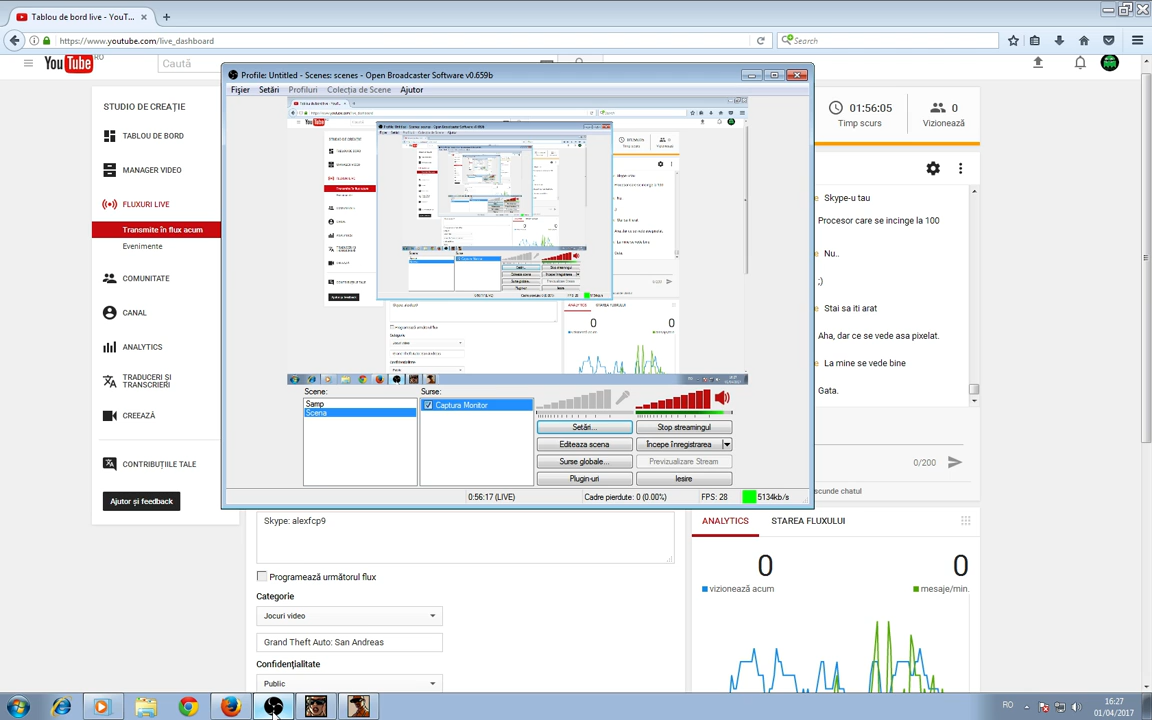 Tablou de bord live - YouT...
https://www.youtube.com/live_dashboard
Search
YouTube
RO
Caută
STUDIO DE CREAȚIE
TABLOU DE BORD
MANAGER VIDEO
FLUXURI LIVE
Transmite în flux acum
Evenimente
COMUNITATE
CANAL
ANALYTICS
TRADUCERI ȘI
TRANSCRIERI
CREEAZĂ
CONTRIBUȚIILE TALE
Ajutor și feedback
Profile: Untitled - Scenes: scenes - Open Broadcaster Software v0.659b
Fișier Setări Profiluri Colecția de Scene Ajutor
Scene:
Samp
Scena
Surse:
Captura Monitor
Setări...
Stop streamingul
Editeaza scena
Începe înregistrarea
Surse globale...
Previzualizare Stream
Plugin-uri
Iesire
0:56:17 (LIVE)
Cadre pierdute: 0 (0.00%)
FPS: 28
5134kb/s
01:56:05
Timp scurs
0
Vizionează
Skype-u tau
Procesor care se incinge la 100
Nu..
;)
Stai sa iti arat
Aha, dar ce se vede asa pixelat.
La mine se vede bine
Gata.
0/200
scunde chatul
Skype: alexfcp9
Programează următorul flux
Categorie
Jocuri video
Grand Theft Auto: San Andreas
Confidențialitate
Public
ANALYTICS
STAREA FLUXULUI
0
vizionează acum
0
mesaje/min.
RO
16:27
01/04/2017